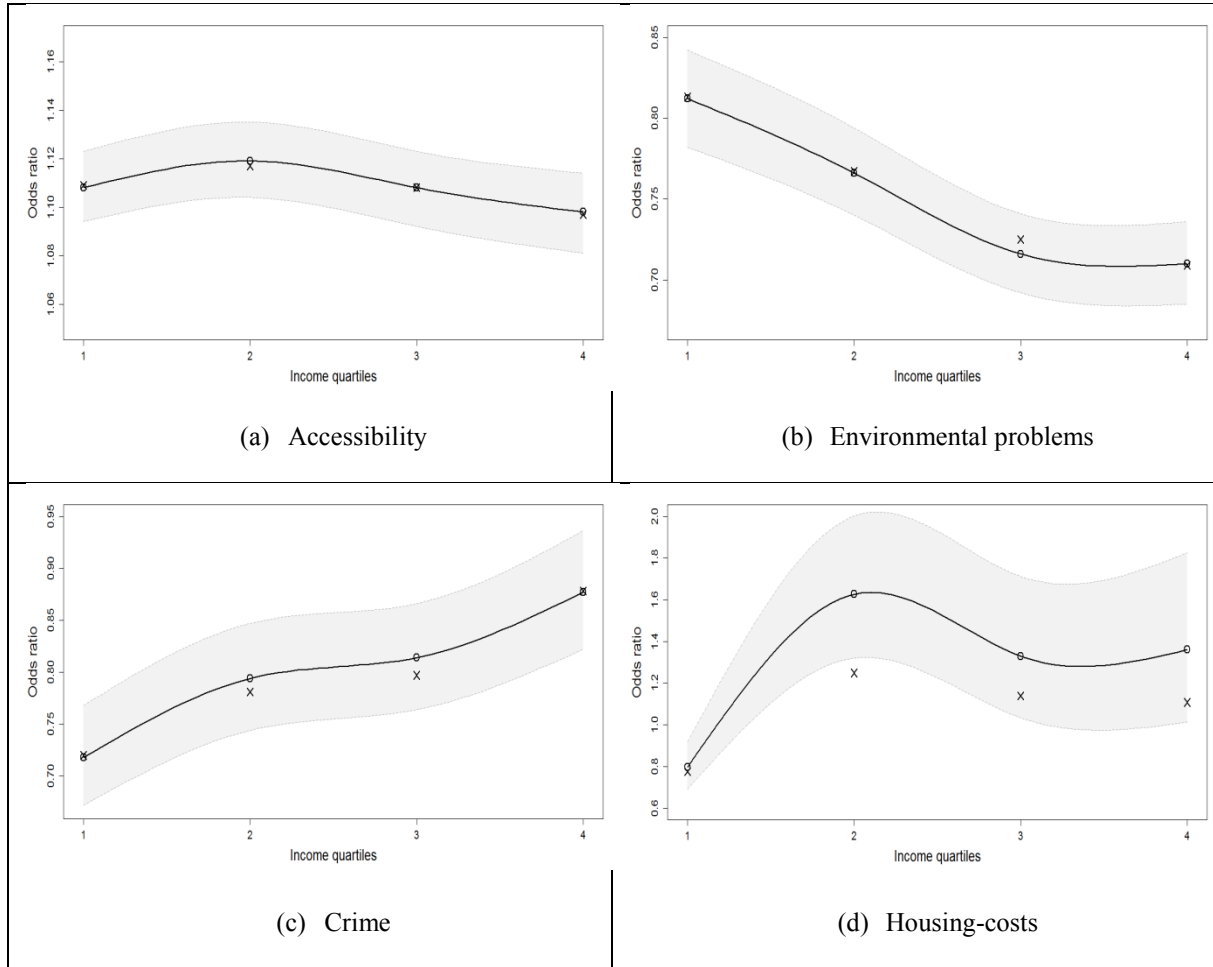 1.16
1.14
1.12
1.10
1.08
1.06
Odds ratio
1 2 3 4
Income quartiles
(a) Accessibility
0.85
0.80
0.75
0.70
Odds ratio
1 2 3 4
Income quartiles
(b) Environmental problems
0.95
0.90
0.85
0.80
0.75
0.70
Odds ratio
1 2 3 4
Income quartiles
(c) Crime
2.0
1.8
1.6
1.4
1.2
1.0
0.8
0.6
Odds ratio
1 2 3 4
Income quartiles
(d) Housing-costs